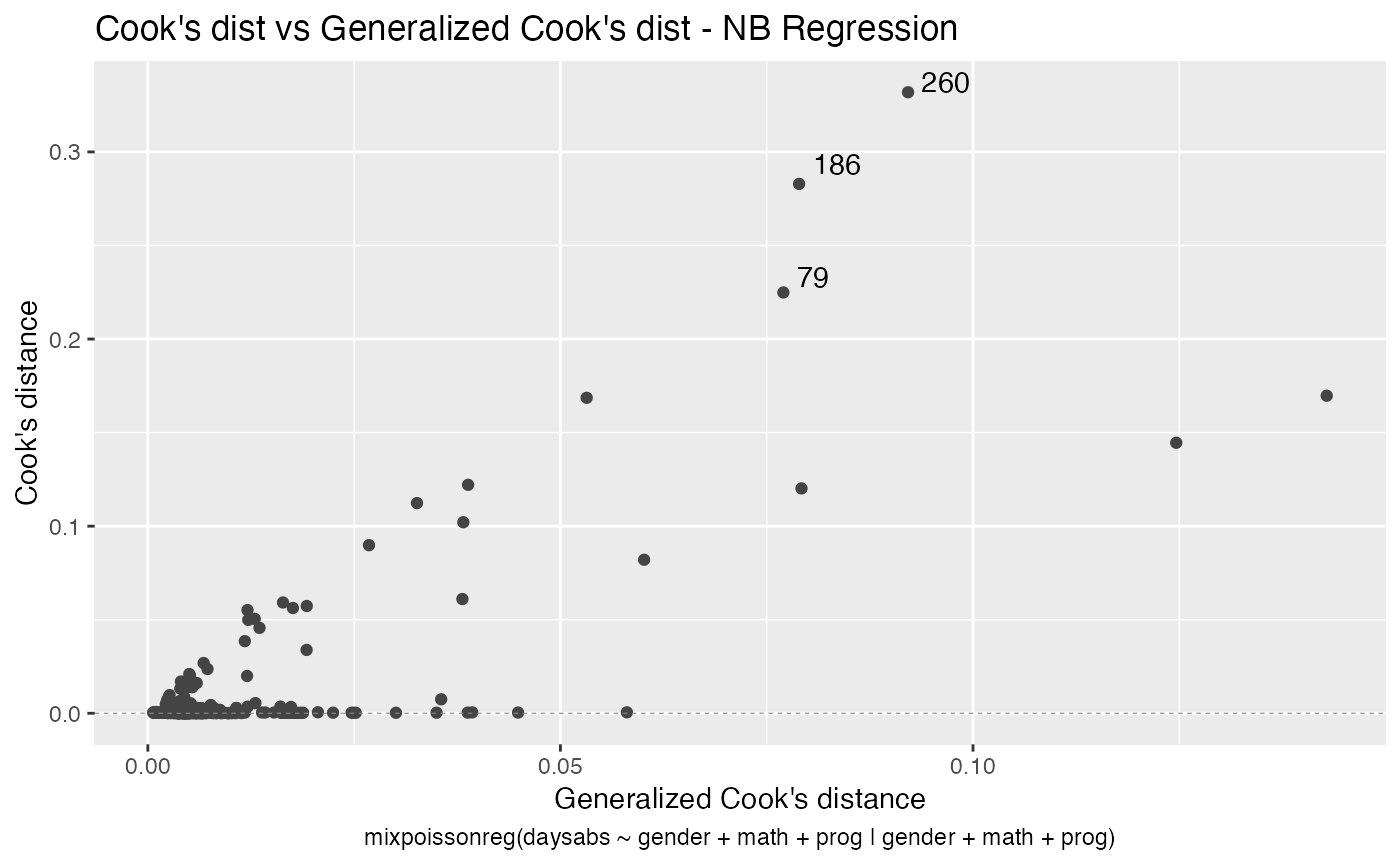 Cook's dist vs Generalized Cook's dist - NB Regression
260
186
79
0.3
0.2
0.1
0.0
Cook's distance
0.00 0.05 0.10
Generalized Cook's distance
mixpoissonreg(daysabs ~ gender + math + prog | gender + math + prog)